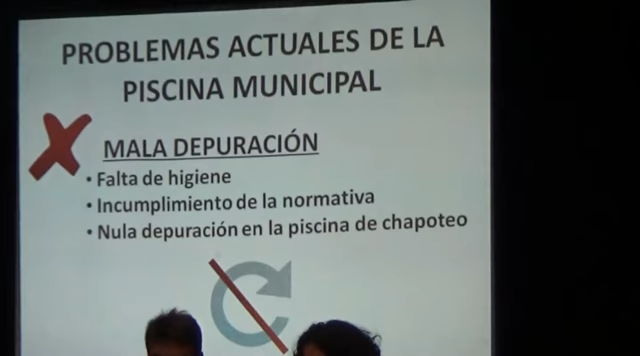 PROBLEMAS ACTUALES DE LA
PISCINA MUNICIPAL
MALA DEPURACIÓN
• Falta de higiene
• Incumplimiento de la normativa
• Nula depuración en la piscina de chapoteo